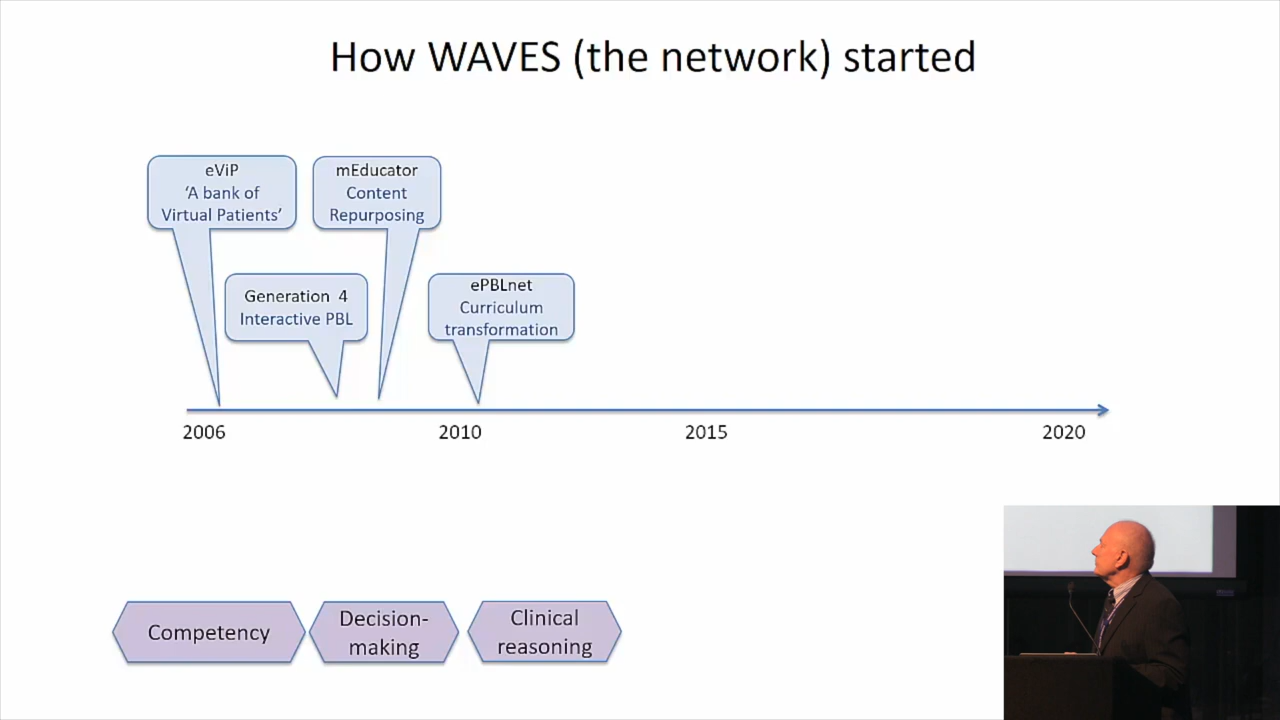 How WAVES (the network) started
eViP
‘A bank of
Virtual Patients’
mEducator
Content
Repurposing
Generation 4
Interactive PBL
ePBLnet
Curriculum
transformation
2006
2010
2015
2020
Competency
Decision-
making
Clinical
reasoning